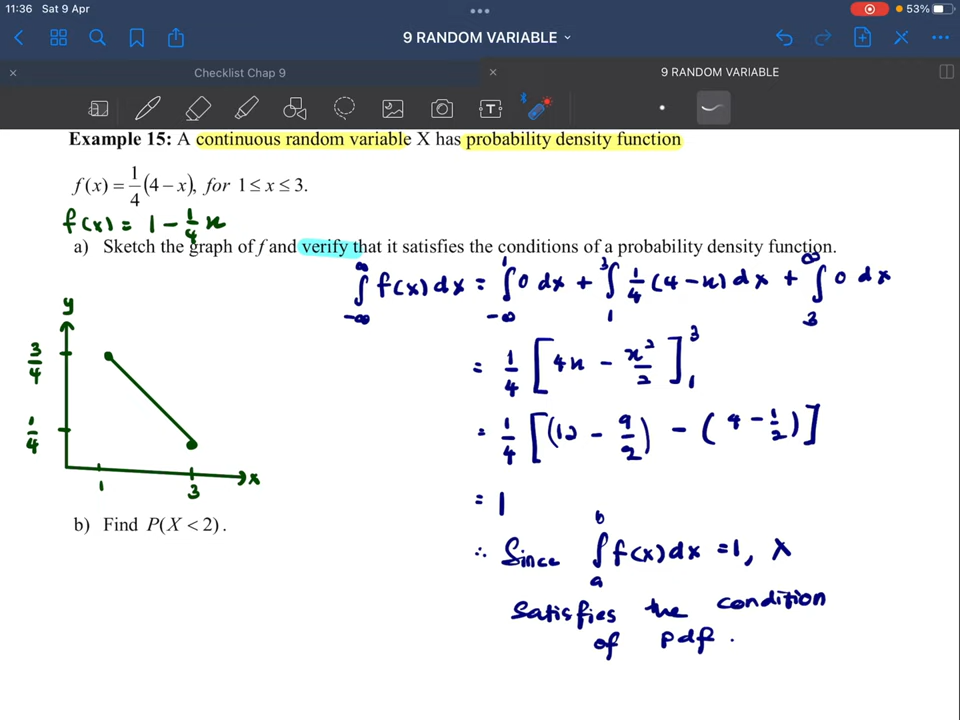 11:36 Sat 9 Apr
53%
9 RANDOM VARIABLE
Checklist Chap 9
9 RANDOM VARIABLE
Example 15: A continuous random variable X has probability density function
f(x) = 1/4 (4 − x), for 1 ≤ x ≤ 3.
f(x) = 1 − 1/4 x
a) Sketch the graph of f and verify that it satisfies the conditions of a probability density function.
∫_{-∞}^{∞} f(x) dx = ∫_{-∞}^{1} 0 dx + ∫_{1}^{3} 1/4 (4 − x) dx + ∫_{3}^{∞} 0 dx
= 1/4 [4x − x²/2]_{1}^{3}
= 1/4 [(12 − 9/2) − (4 − 1/2)]
= 1
∴ Since ∫_{a}^{b} f(x) dx = 1, X
satisfies the condition
of pdf.
y
3/4
1/4
1
3
x
b) Find P(X < 2).